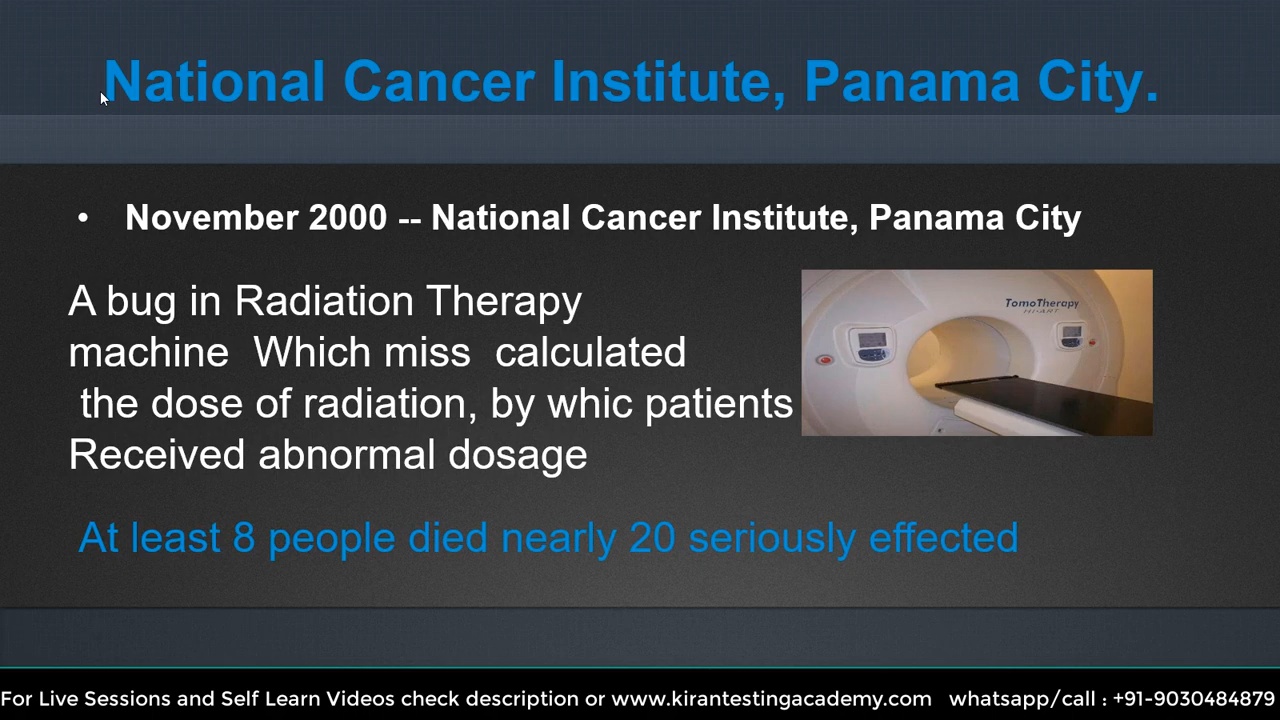 National Cancer Institute, Panama City.
• November 2000 -- National Cancer Institute, Panama City
A bug in Radiation Therapy
machine Which miss calculated
the dose of radiation, by whic patients
Received abnormal dosage
TomoTherapy
HI·ART
At least 8 people died nearly 20 seriously effected
For Live Sessions and Self Learn Videos check description or www.kirantestingacademy.com whatsapp/call : +91-9030484879